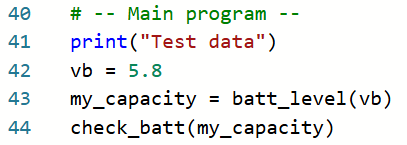 40 # -- Main program --
41 print("Test data")
42 vb = 5.8
43 my_capacity = batt_level(vb)
44 check_batt(my_capacity)